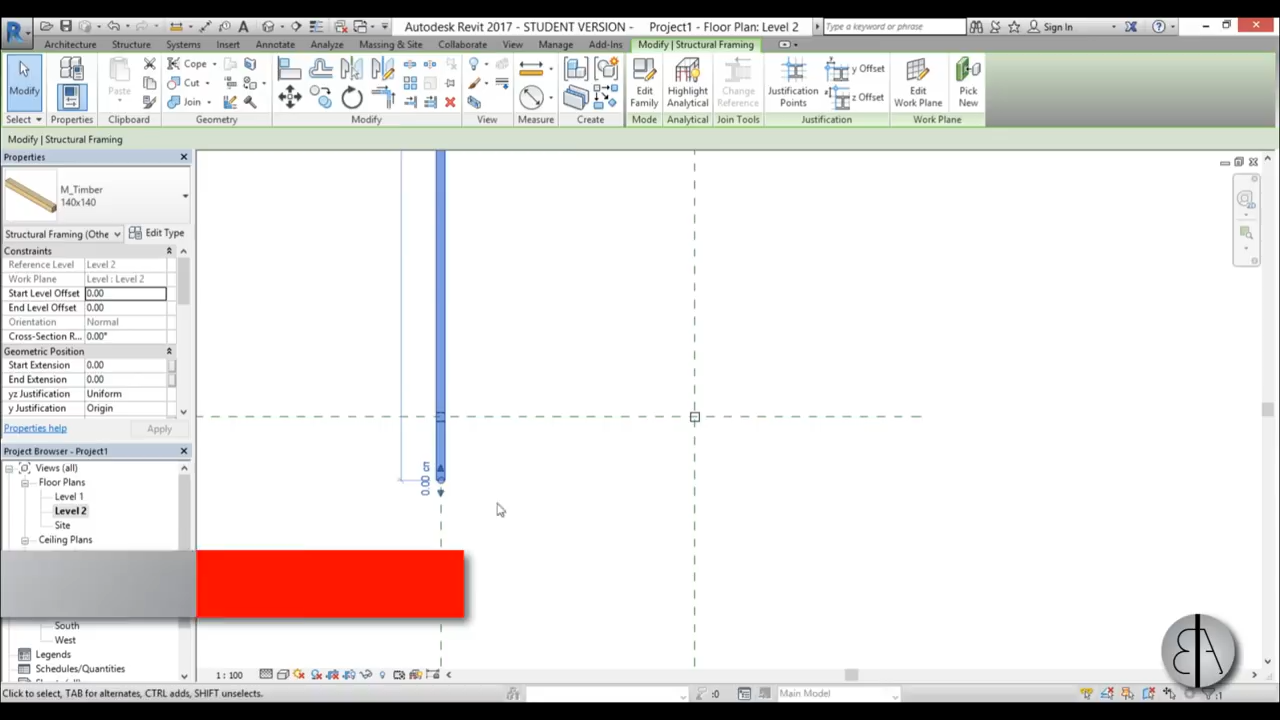 Autodesk Revit 2017 - STUDENT VERSION - Project1 - Floor Plan: Level 2
Type a keyword or phrase
Sign In
Architecture Structure Systems Insert Annotate Analyze Massing & Site Collaborate View Manage Add-Ins Modify | Structural Framing
Modify
Paste
Cope
Cut
Join
Edit Family
Highlight Analytical
Change Reference
Justification Points
y Offset
z Offset
Edit Work Plane
Pick New
Select Properties Clipboard Geometry Modify View Measure Create Mode Analytical Join Tools Justification Work Plane
Modify | Structural Framing
Properties
M_Timber
140x140
Structural Framing (Othe
Edit Type
Constraints
Reference Level Level 2
Work Plane Level : Level 2
Start Level Offset 0.00
End Level Offset 0.00
Orientation Normal
Cross-Section R... 0.00°
Geometric Position
Start Extension 0.00
End Extension 0.00
yz Justification Uniform
y Justification Origin
Properties help
Apply
Project Browser - Project1
Views (all)
Floor Plans
Level 1
Level 2
Site
Ceiling Plans
South
West
Legends
Schedules/Quantities
0.00 cm
1 : 100
Click to select, TAB for alternates, CTRL adds, SHIFT unselects.
:0
Main Model
:1